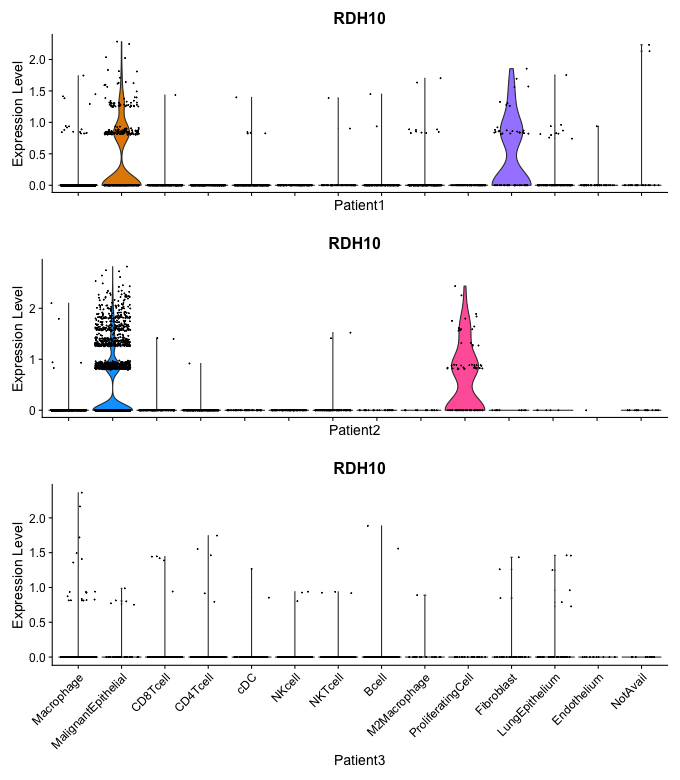 RDH10
Expression Level
2.0
1.5
1.0
0.5
0.0
Patient1
RDH10
Expression Level
2
1
0
Patient2
RDH10
Expression Level
2.0
1.5
1.0
0.5
0.0
Macrophage
MalignantEpithelial
CD8Tcell
CD4Tcell
cDC
NKcell
NKTcell
Bcell
M2Macrophage
ProliferatingCell
Fibroblast
LungEpithelium
Endothelium
NotAvail
Patient3